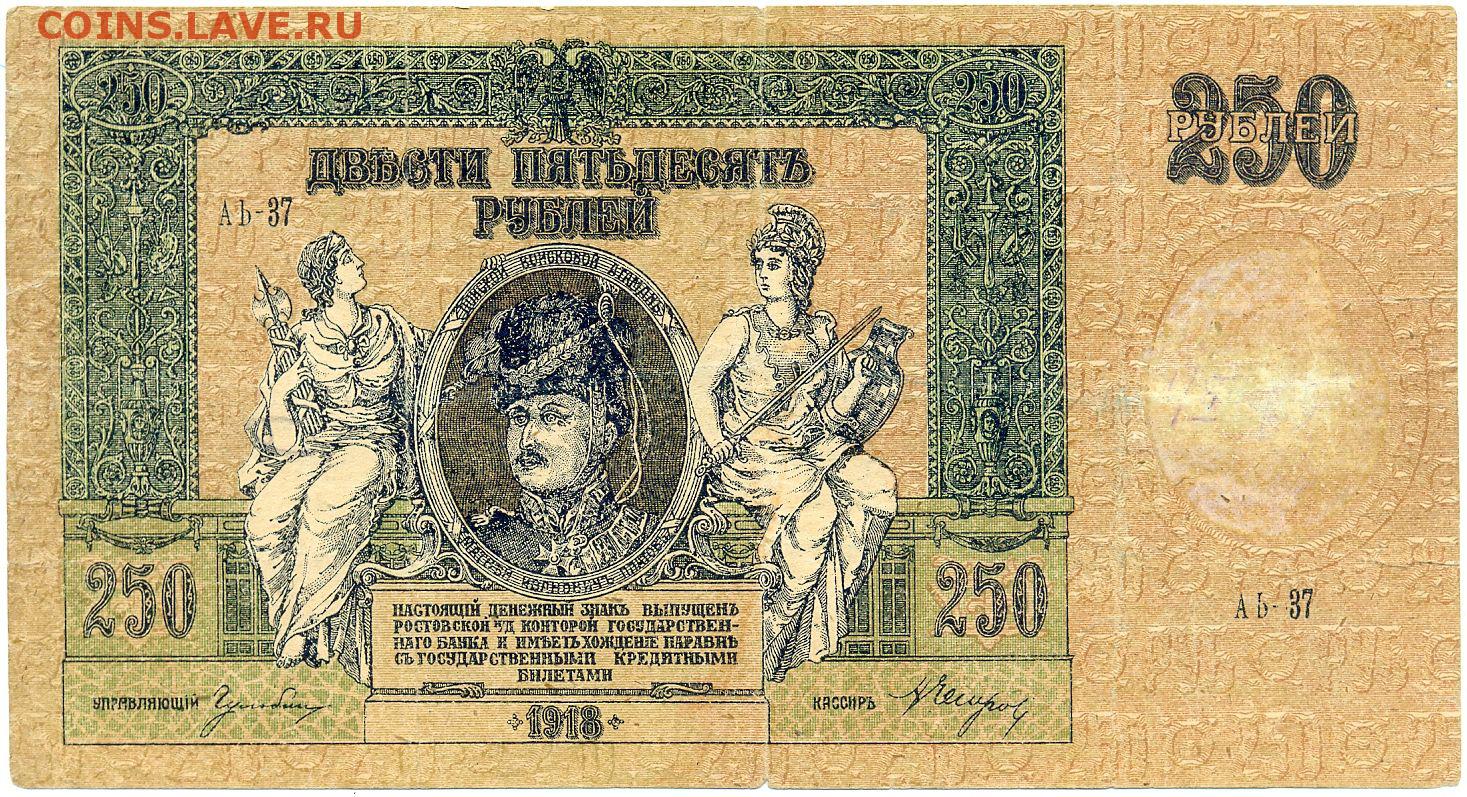 COINS.LAVE.RU
250
250
250
РУБЛЕЙ
ДВѢСТИ ПЯТЬДЕСЯТЪ
РУБЛЕЙ
АЬ-37
250
250
АЬ-37
НАСТОЯЩІЙ ДЕНЕЖНЫЙ ЗНАКЪ ВЫПУЩЕНЪ
РОСТОВСКОЙ Н/Д КОНТОРОЙ ГОСУДАРСТВЕН-
НАГО БАНКА И ИМѢЕТЪ ХОЖДЕНІЕ НАРАВНѢ
СЪ ГОСУДАРСТВЕННЫМИ КРЕДИТНЫМИ
БИЛЕТАМИ
УПРАВЛЯЮЩІЙ
КАССИРЪ
1918